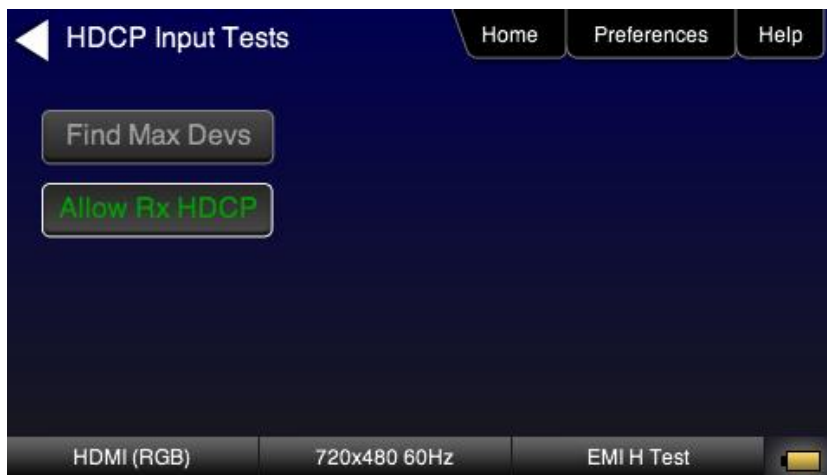 HDCP Input Tests
Home
Preferences
Help
Find Max Devs
Allow Rx HDCP
HDMI (RGB)
720x480 60Hz
EMI H Test